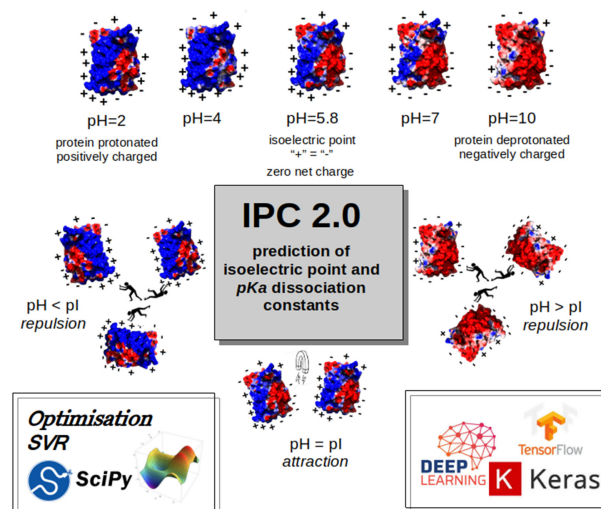 pH=2
pH=4
pH=5.8
pH=7
pH=10
protein protonated
positively charged
isoelectric point
“+” = “-”
zero net charge
protein deprotonated
negatively charged
IPC 2.0
prediction of
isoelectric point and
pKa dissociation
constants
pH < pI
repulsion
pH > pI
repulsion
pH = pI
attraction
Optimisation
SVR
SciPy
DEEP
LEARNING
TensorFlow
K Keras